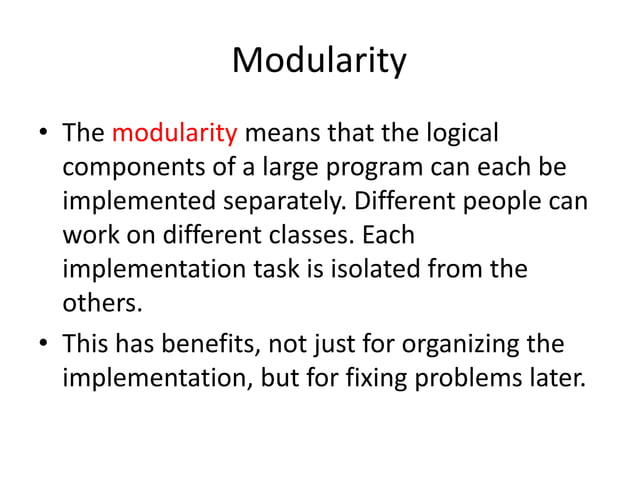 Modularity
• The modularity means that the logical
components of a large program can each be
implemented separately. Different people can
work on different classes. Each
implementation task is isolated from the
others.
• This has benefits, not just for organizing the
implementation, but for fixing problems later.